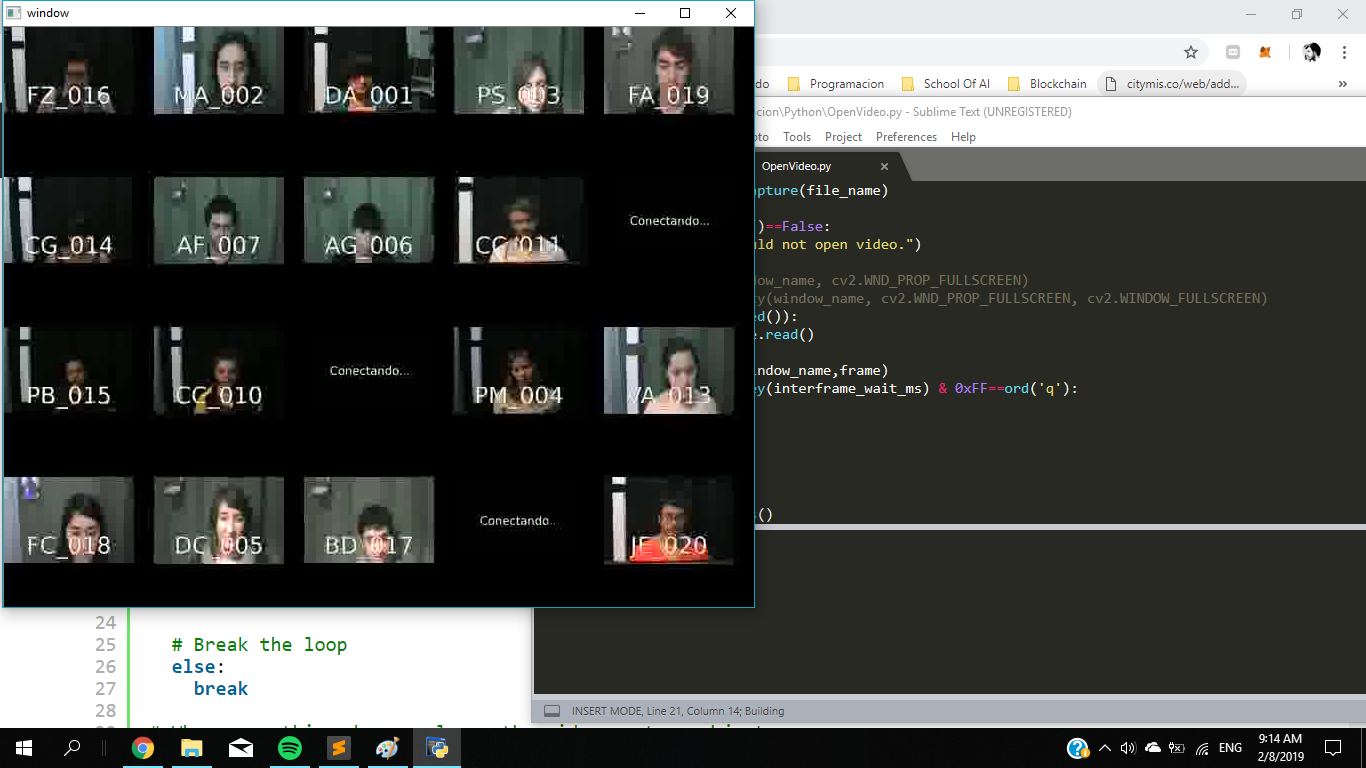 window
FZ_016
MA_002
DA_001
PS_003
FA_019
CG_014
AF_007
AG_006
CC_011
Conectando...
PB_015
CC_010
Conectando...
PM_004
VA_013
FC_018
DC_005
BD_017
Conectando...
JE_020
do
Programacion
School Of AI
Blockchain
citymis.co/web/add...
»
cion\Python\OpenVideo.py - Sublime Text (UNREGISTERED)
Tools Project Preferences Help
OpenVideo.py
pture(file_name)
)==False:
ld not open video.")
dow_name, cv2.WND_PROP_FULLSCREEN)
y(window_name, cv2.WND_PROP_FULLSCREEN, cv2.WINDOW_FULLSCREEN)
ed()):
e.read()
ndow_name,frame)
ey(interframe_wait_ms) & 0xFF==ord('q'):
()
24
25 # Break the loop
26 else:
27 break
28
INSERT MODE, Line 21, Column 14; Building
ENG
9:14 AM
2/8/2019